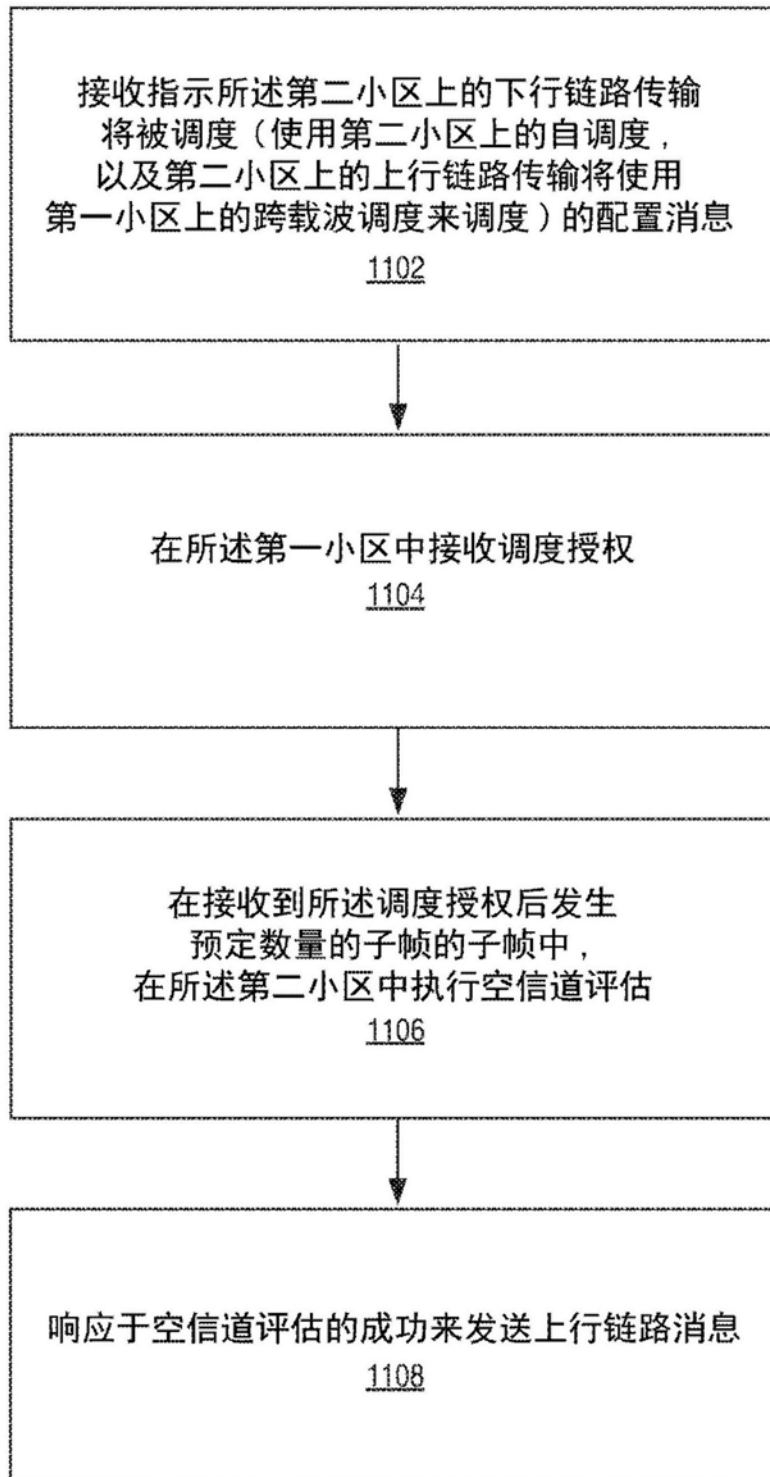 接收指示所述第二小区上的下行链路传输
将被调度（使用第二小区上的自调度，
以及第二小区上的上行链路传输将使用
第一小区上的跨载波调度来调度）的配置消息
1102
在所述第一小区中接收调度授权
1104
在接收到所述调度授权后发生
预定数量的子帧的子帧中，
在所述第二小区中执行空信道评估
1106
响应于空信道评估的成功来发送上行链路消息
1108